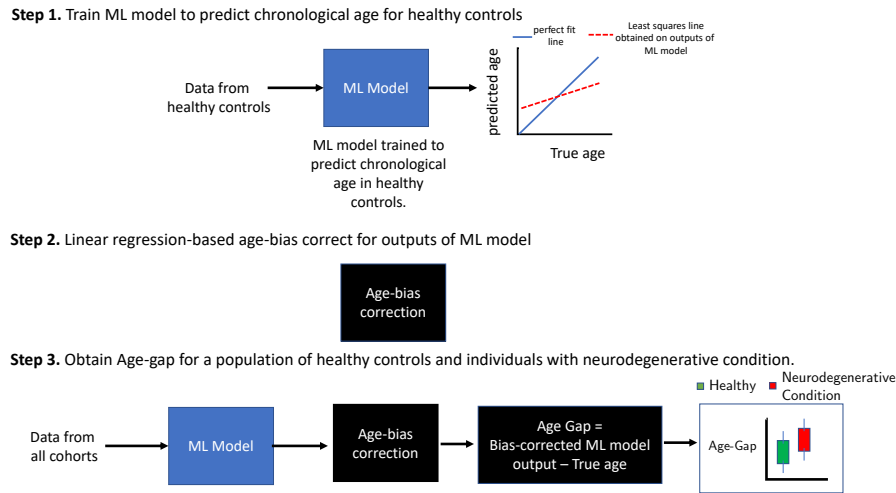 Step 1. Train ML model to predict chronological age for healthy controls
Data from
healthy controls
ML Model
ML model trained to
predict chronological
age in healthy
controls.
perfect fit
line
Least squares line
obtained on outputs of
ML model
predicted age
True age
Step 2. Linear regression-based age-bias correct for outputs of ML model
Age-bias
correction
Step 3. Obtain Age-gap for a population of healthy controls and individuals with neurodegenerative condition.
Data from
all cohorts
ML Model
Age-bias
correction
Age Gap =
Bias-corrected ML model
output – True age
Healthy
Neurodegenerative
Condition
Age-Gap